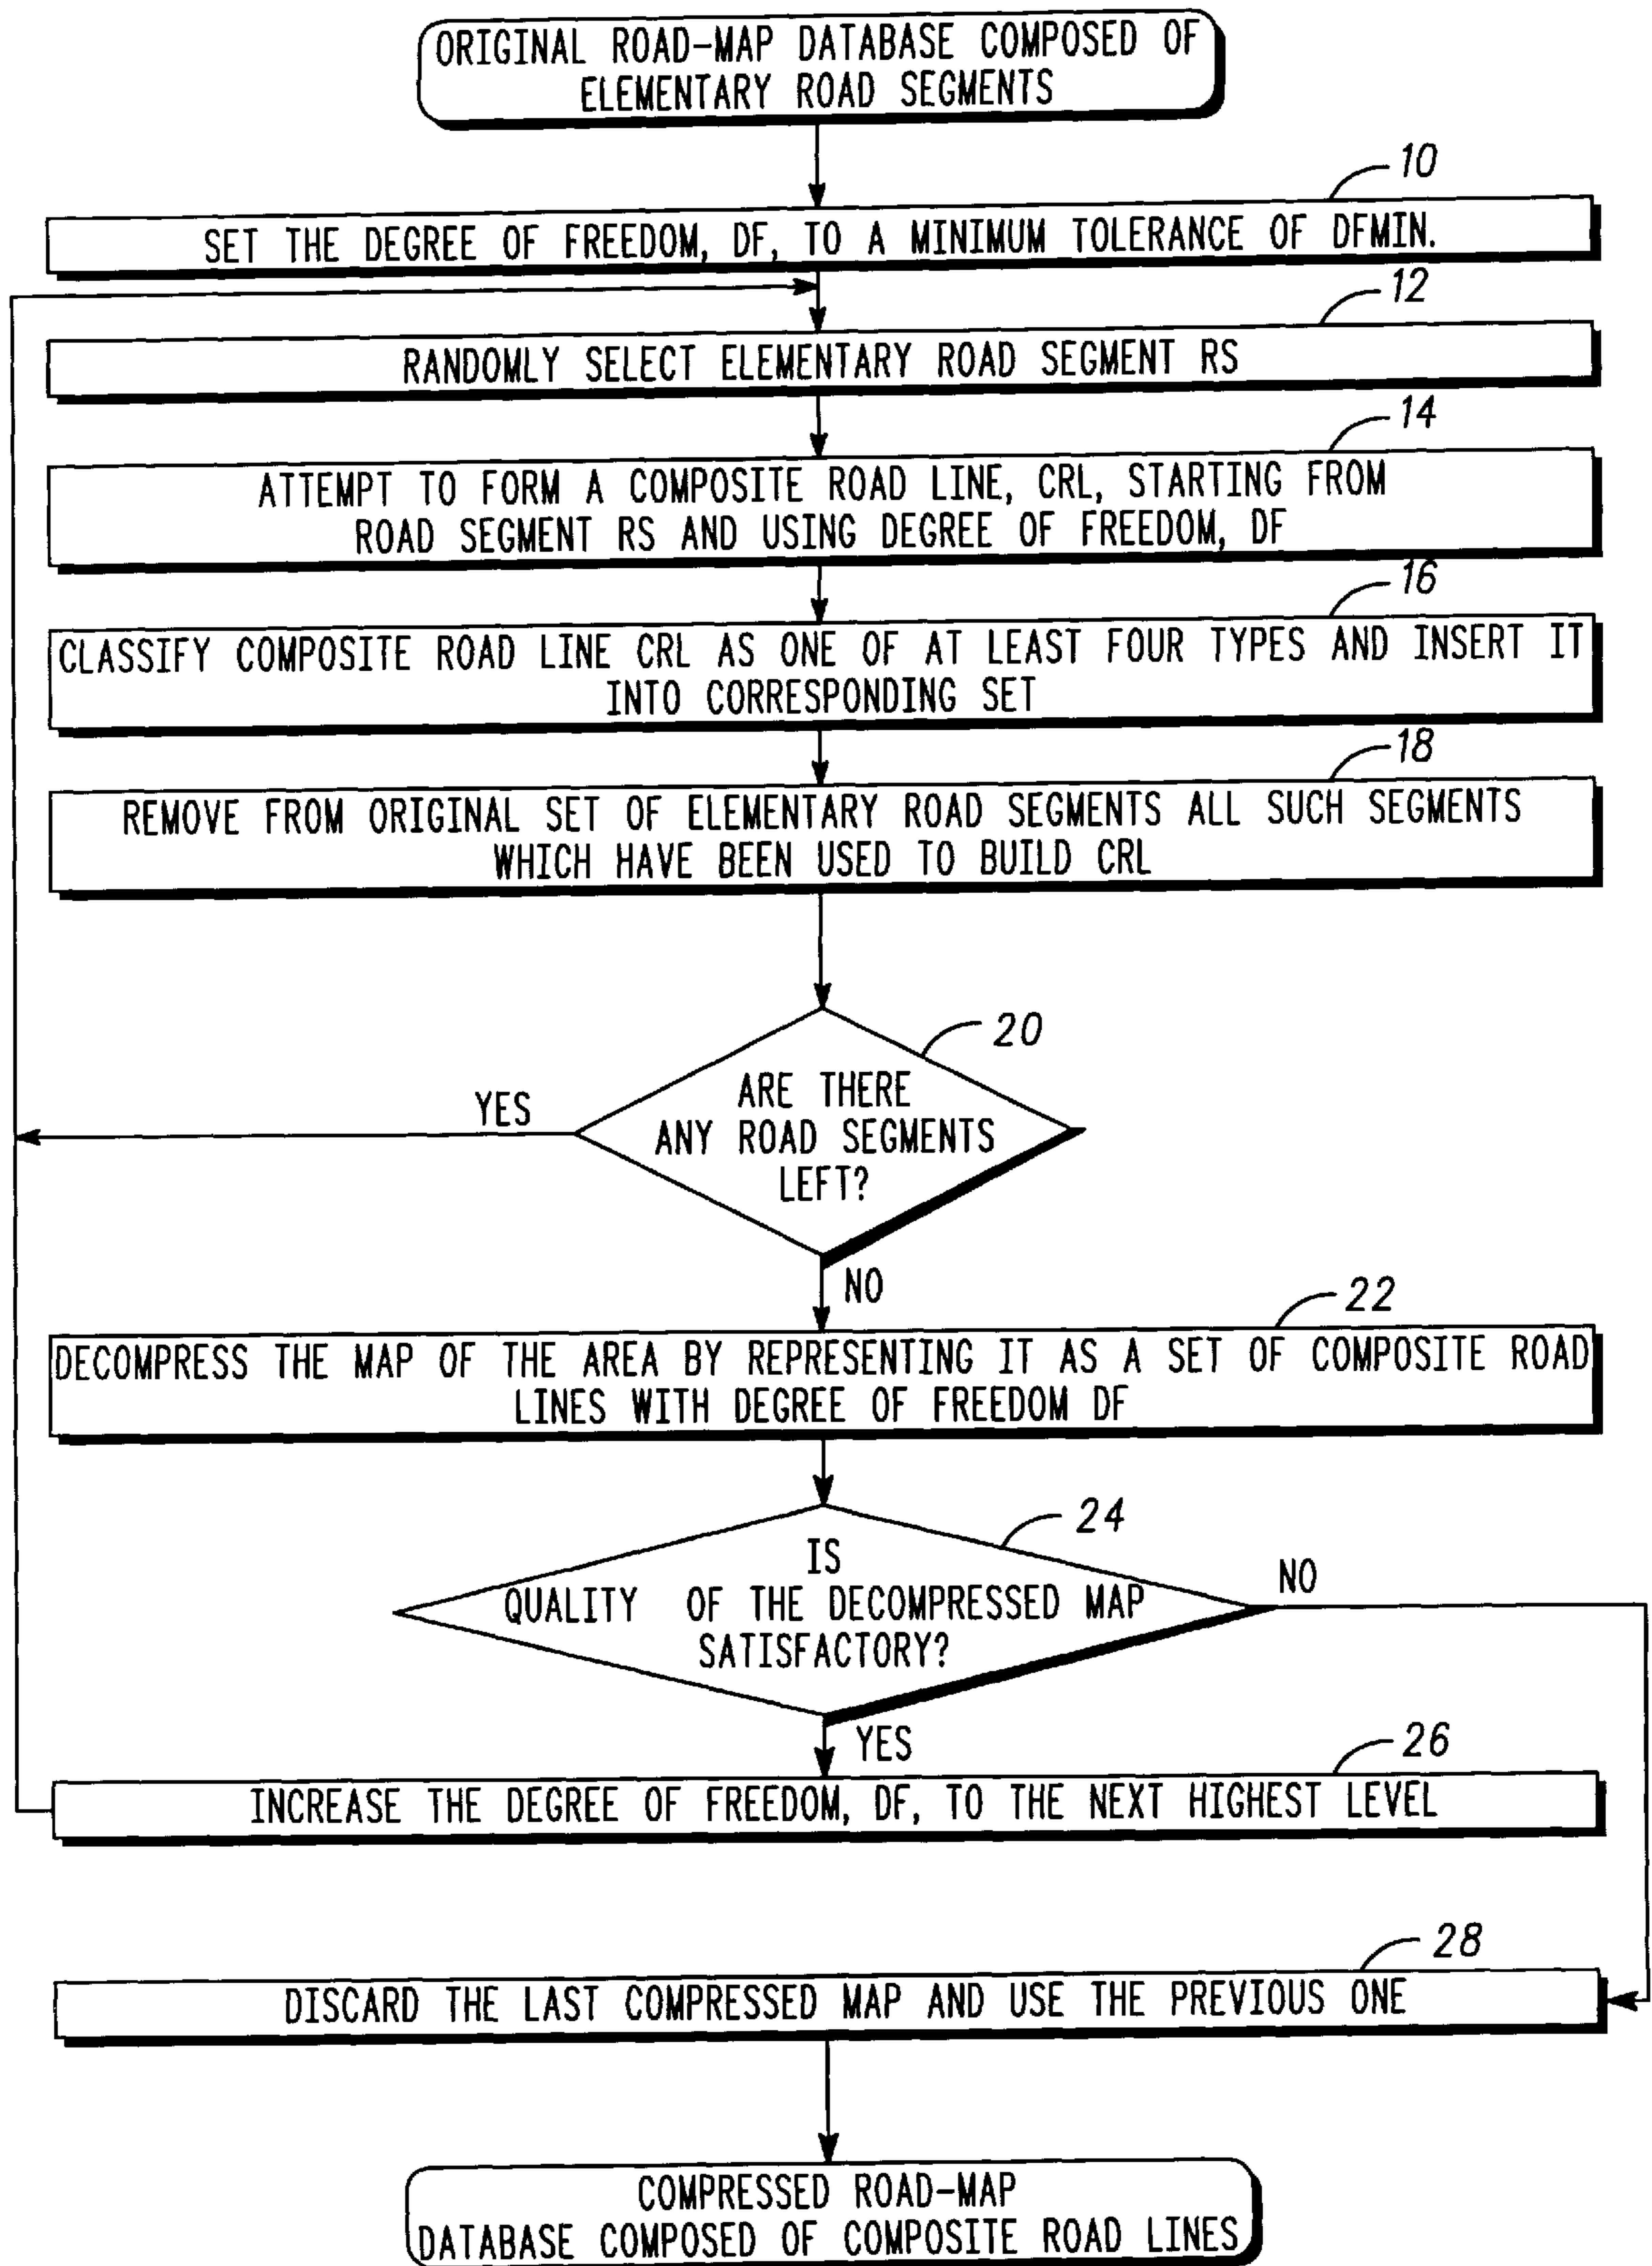 ORIGINAL ROAD-MAP DATABASE COMPOSED OF
ELEMENTARY ROAD SEGMENTS
10
SET THE DEGREE OF FREEDOM, DF, TO A MINIMUM TOLERANCE OF DFMIN.
12
RANDOMLY SELECT ELEMENTARY ROAD SEGMENT RS
14
ATTEMPT TO FORM A COMPOSITE ROAD LINE, CRL, STARTING FROM
ROAD SEGMENT RS AND USING DEGREE OF FREEDOM, DF
16
CLASSIFY COMPOSITE ROAD LINE CRL AS ONE OF AT LEAST FOUR TYPES AND INSERT IT
INTO CORRESPONDING SET
18
REMOVE FROM ORIGINAL SET OF ELEMENTARY ROAD SEGMENTS ALL SUCH SEGMENTS
WHICH HAVE BEEN USED TO BUILD CRL
20
ARE THERE
ANY ROAD SEGMENTS
LEFT?
YES
NO
22
DECOMPRESS THE MAP OF THE AREA BY REPRESENTING IT AS A SET OF COMPOSITE ROAD
LINES WITH DEGREE OF FREEDOM DF
24
IS
QUALITY OF THE DECOMPRESSED MAP
SATISFACTORY?
NO
YES
26
INCREASE THE DEGREE OF FREEDOM, DF, TO THE NEXT HIGHEST LEVEL
28
DISCARD THE LAST COMPRESSED MAP AND USE THE PREVIOUS ONE
COMPRESSED ROAD-MAP
DATABASE COMPOSED OF COMPOSITE ROAD LINES